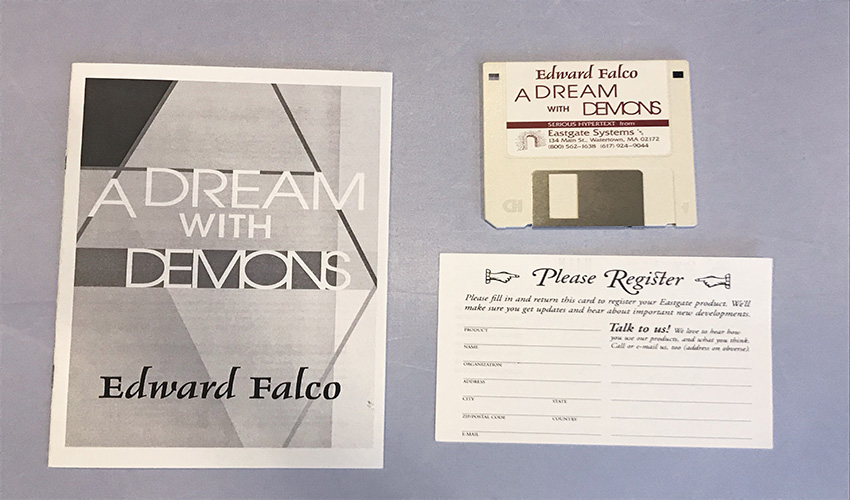 A DREAM
WITH
DEMONS
Edward Falco
Edward Falco
A DREAM
WITH DEMONS
SERIOUS HYPERTEXT from
Eastgate Systems
134 Main St., Watertown, MA 02172
(800) 562-1638 (617) 924-9044
Please Register
Please fill in and return this card to register your Eastgate product. We'll
make sure you get updates and hear about important new developments.
PRODUCT
NAME
ORGANIZATION
ADDRESS
CITY STATE
ZIP/POSTAL CODE COUNTRY
E-MAIL
Talk to us! We love to hear how
you use our products, and what you think.
Call or e-mail us, too (address on obverse).